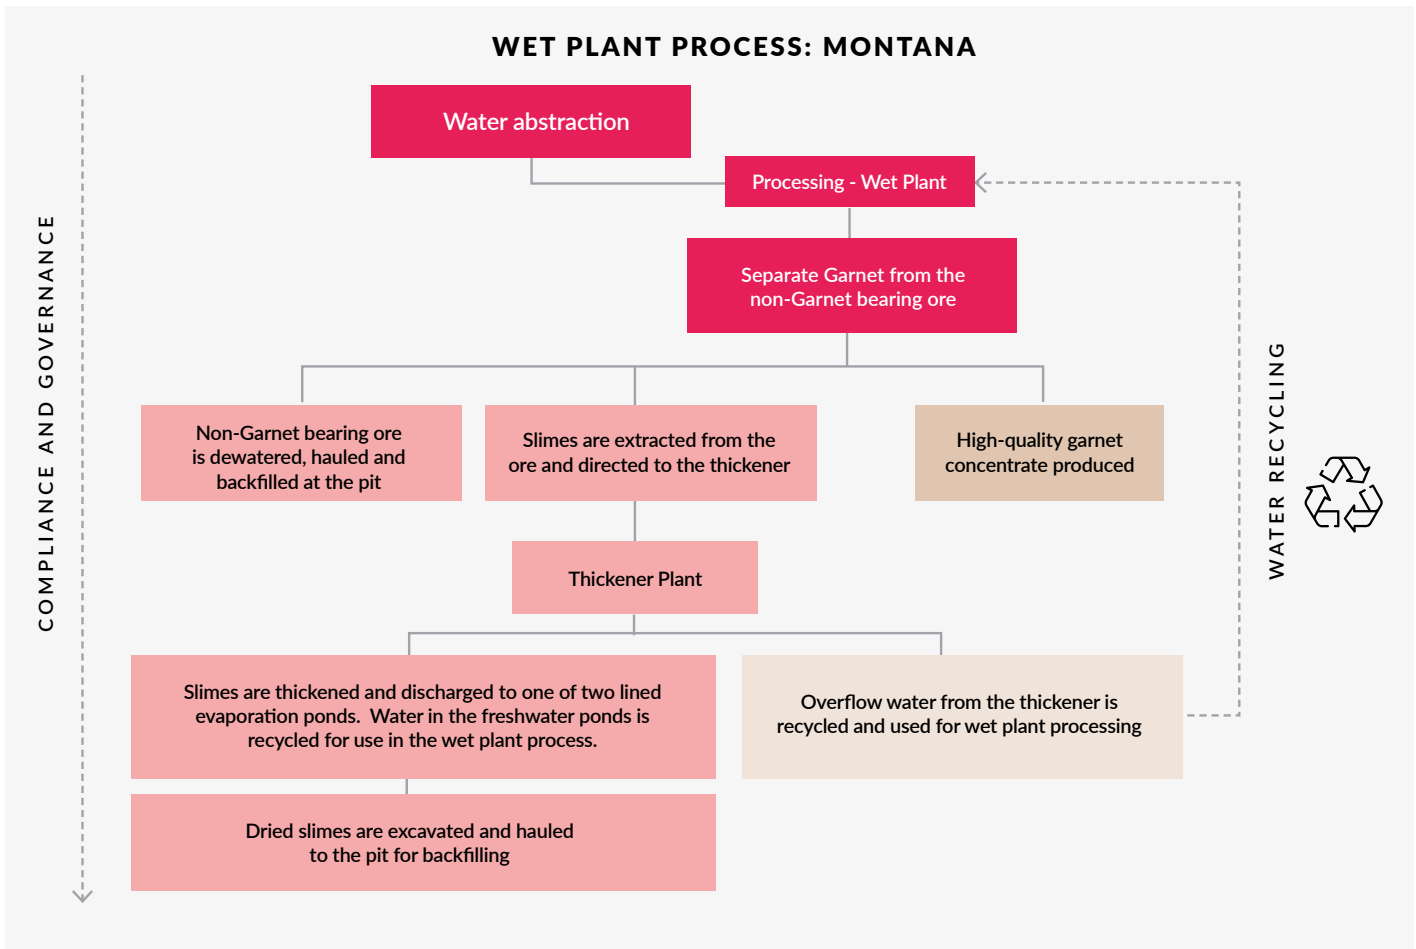 WET PLANT PROCESS: MONTANA
Water abstraction
Processing - Wet Plant
Separate Garnet from the
non-Garnet bearing ore
Non-Garnet bearing ore
is dewatered, hauled and
backfilled at the pit
Slimes are extracted from the
ore and directed to the thickener
High-quality garnet
concentrate produced
Thickener Plant
Slimes are thickened and discharged to one of two lined
evaporation ponds.  Water in the freshwater ponds is
recycled for use in the wet plant process.
Overflow water from the thickener is
recycled and used for wet plant processing
Dried slimes are excavated and hauled
to the pit for backfilling
COMPLIANCE AND GOVERNANCE
WATER RECYCLING